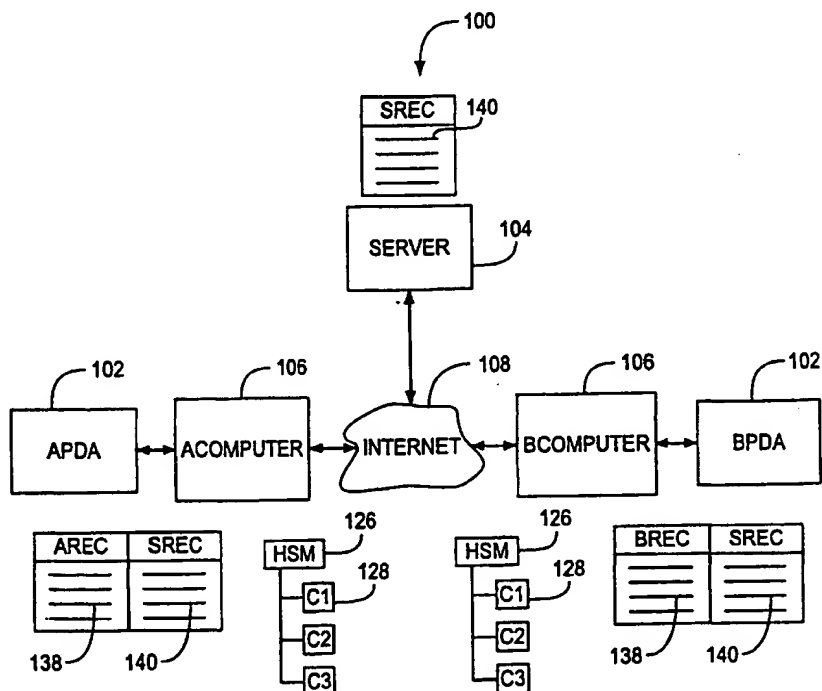 100
SREC
140
SERVER
104
102
106
108
106
102
APDA
ACOMPUTER
INTERNET
BCOMPUTER
BPDA
AREC SREC
138
140
HSM
126
C1
128
C2
C3
HSM
126
C1
128
C2
C3
BREC SREC
138
140